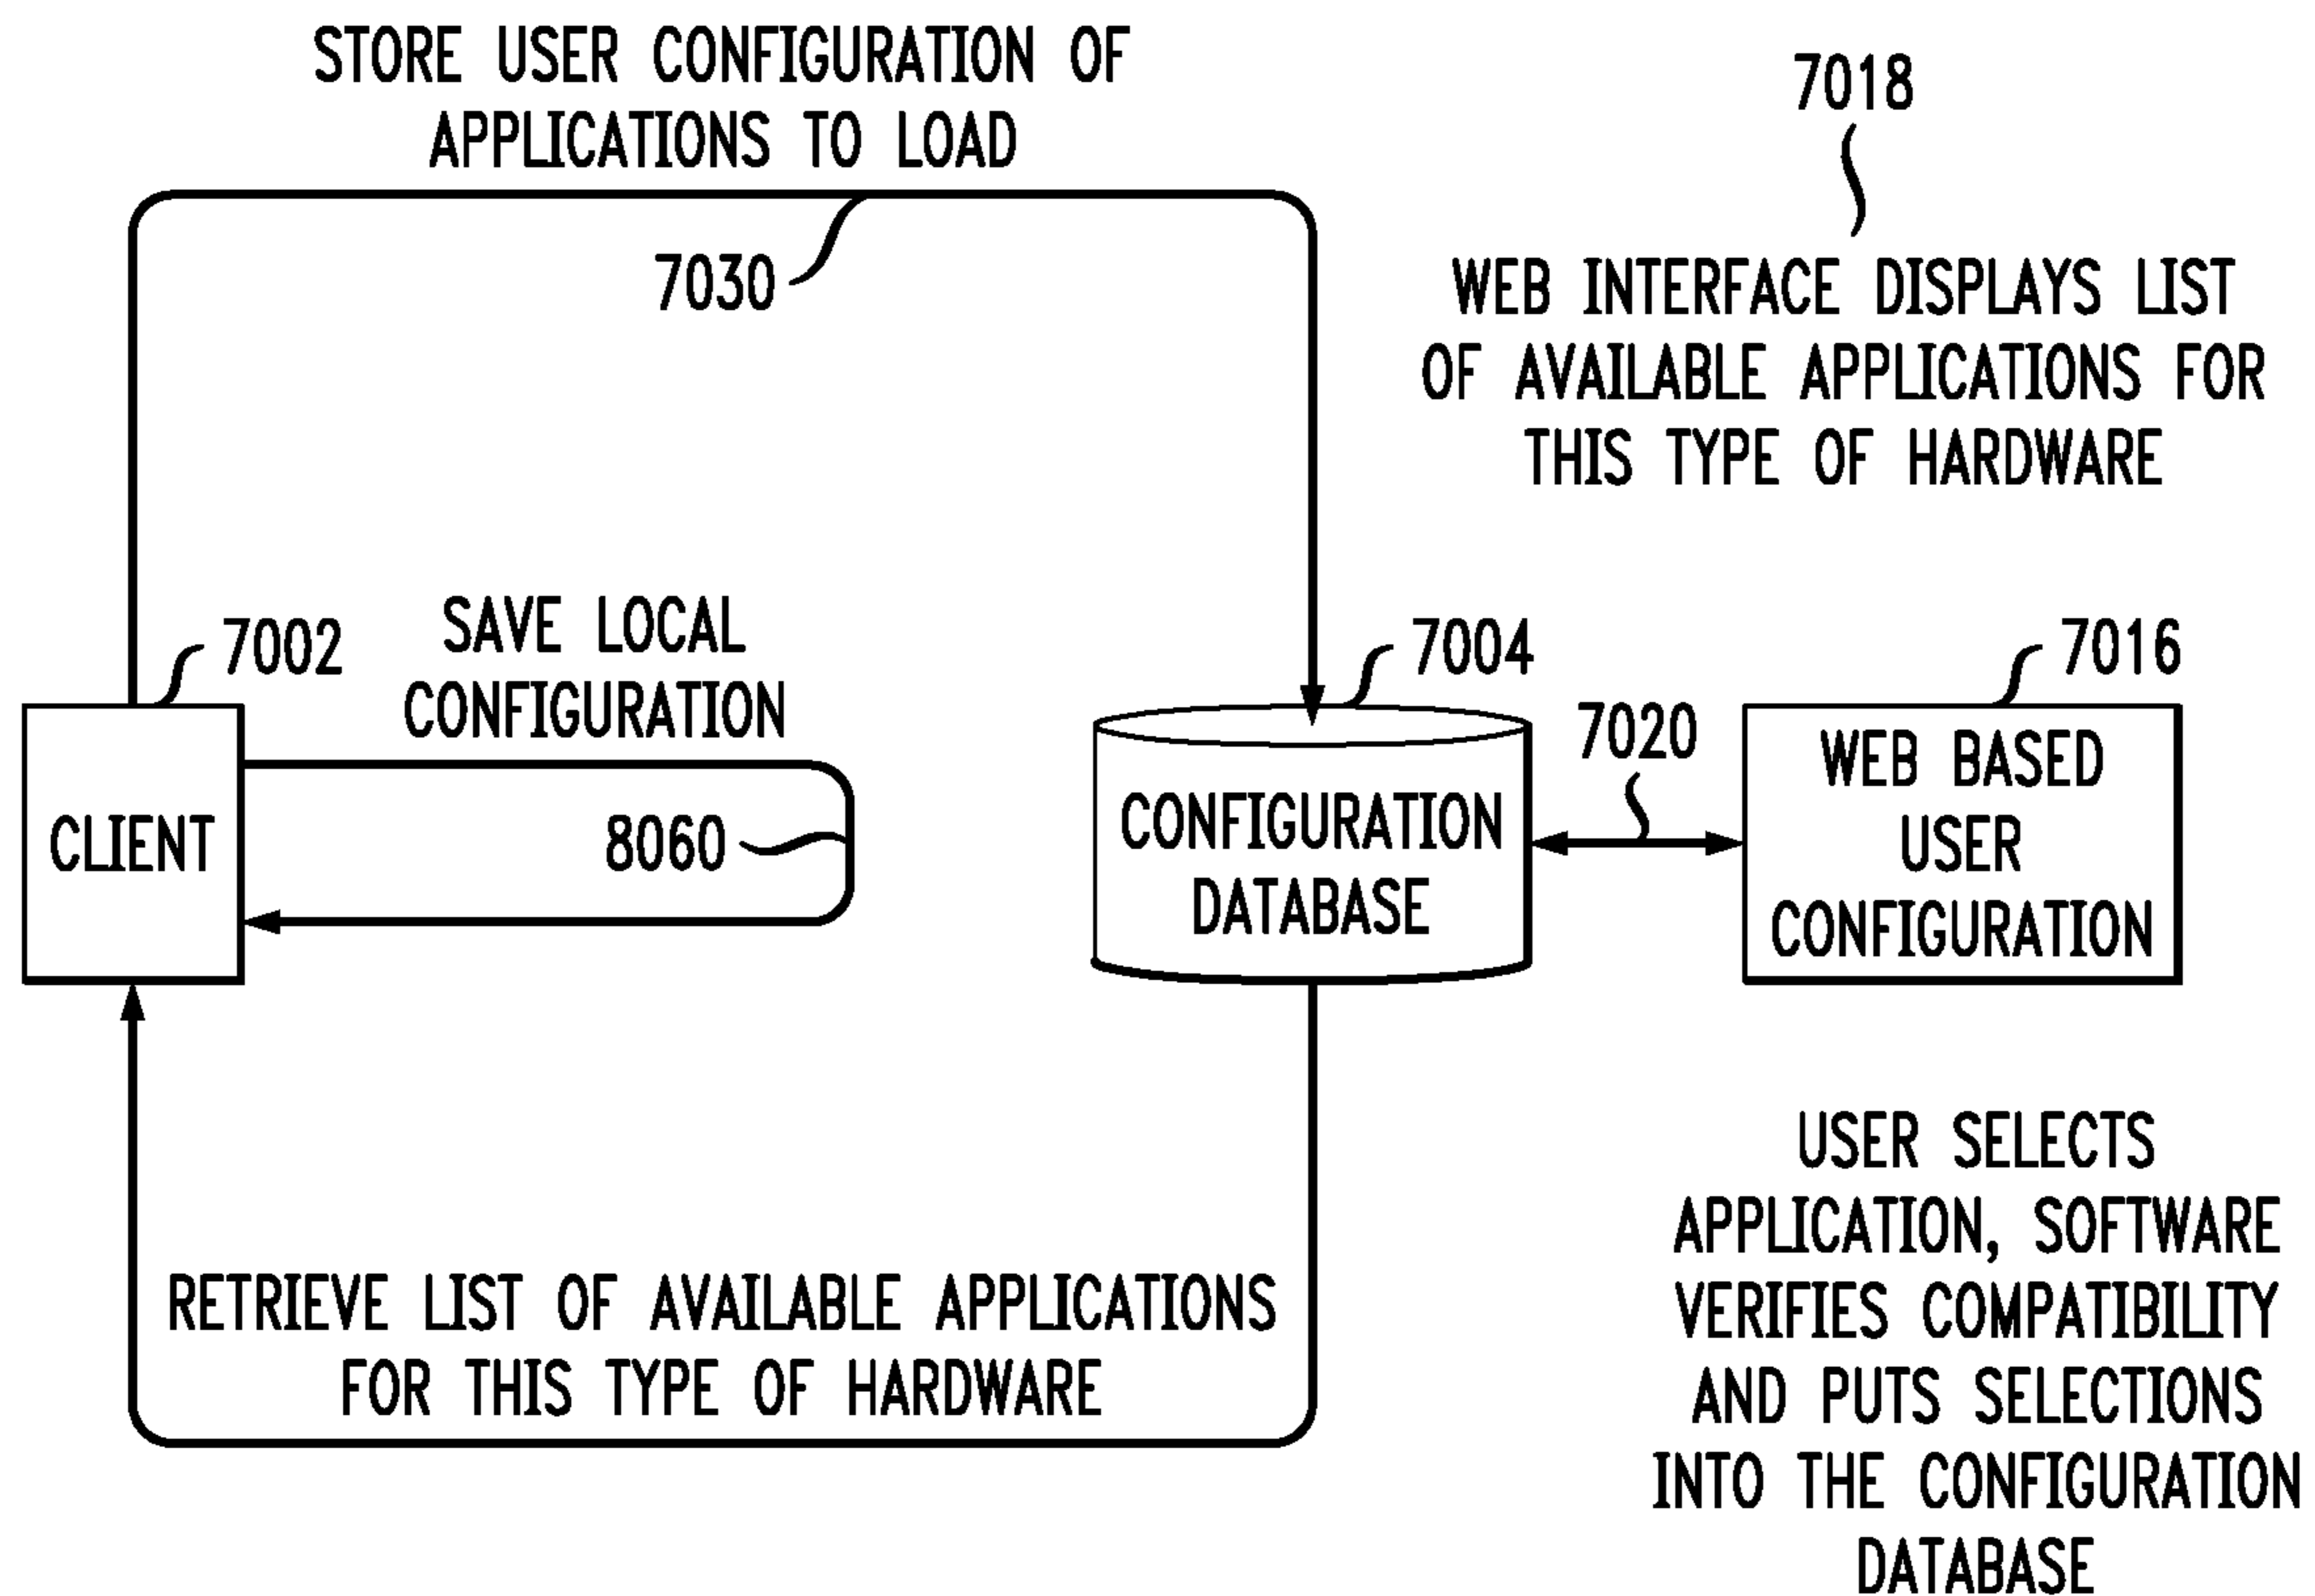 STORE USER CONFIGURATION OF
APPLICATIONS TO LOAD
7018
7030
WEB INTERFACE DISPLAYS LIST
OF AVAILABLE APPLICATIONS FOR
THIS TYPE OF HARDWARE
7002
SAVE LOCAL
CONFIGURATION
7004
7016
7020
CLIENT
8060
CONFIGURATION
DATABASE
WEB BASED
USER
CONFIGURATION
USER SELECTS
APPLICATION, SOFTWARE
VERIFIES COMPATIBILITY
AND PUTS SELECTIONS
INTO THE CONFIGURATION
DATABASE
RETRIEVE LIST OF AVAILABLE APPLICATIONS
FOR THIS TYPE OF HARDWARE